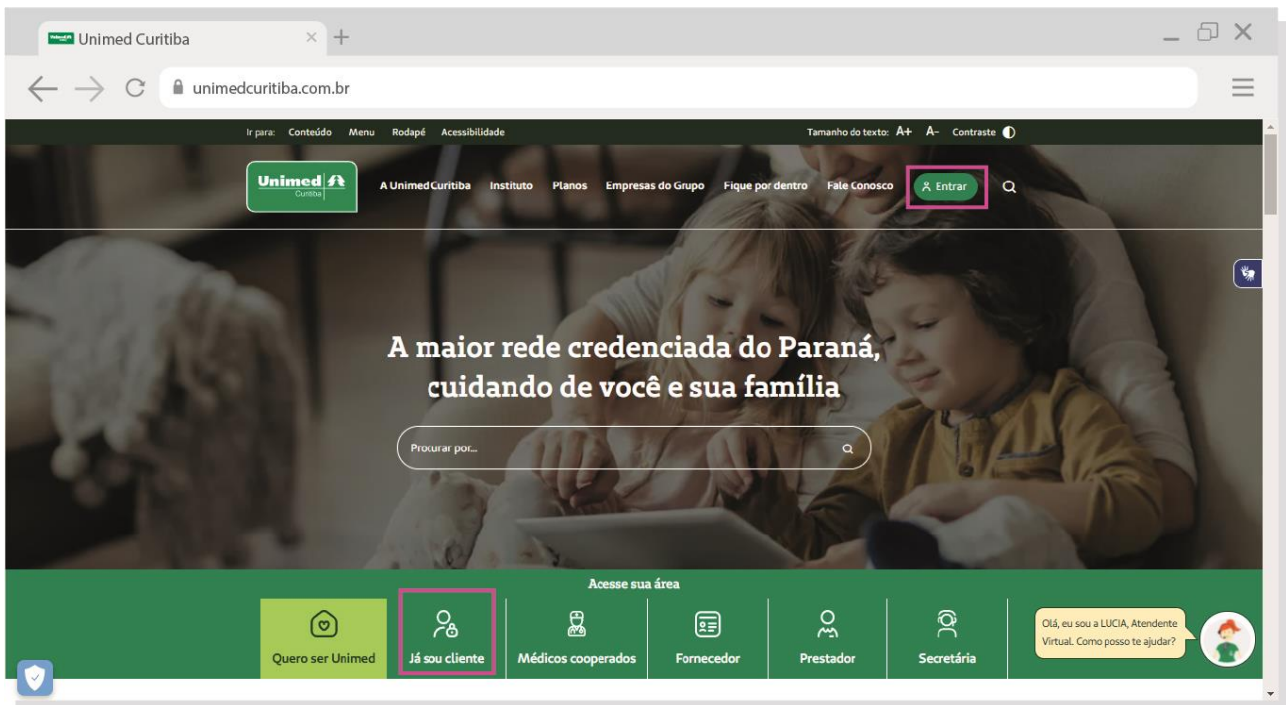 Unimed Curitiba
unimedcuritiba.com.br
Ir para: Conteúdo Menu Rodapé Acessibilidade
Tamanho do texto: A+ A- Contraste
Unimed
Curitiba
A Unimed Curitiba Instituto Planos Empresas do Grupo Fique por dentro Fale Conosco Entrar
A maior rede credenciada do Paraná,
cuidando de você e sua família
Procurar por...
Acesse sua área
Quero ser Unimed
Já sou cliente
Médicos cooperados
Fornecedor
Prestador
Secretária
Olá, eu sou a LUCIA, Atendente
Virtual. Como posso te ajudar?